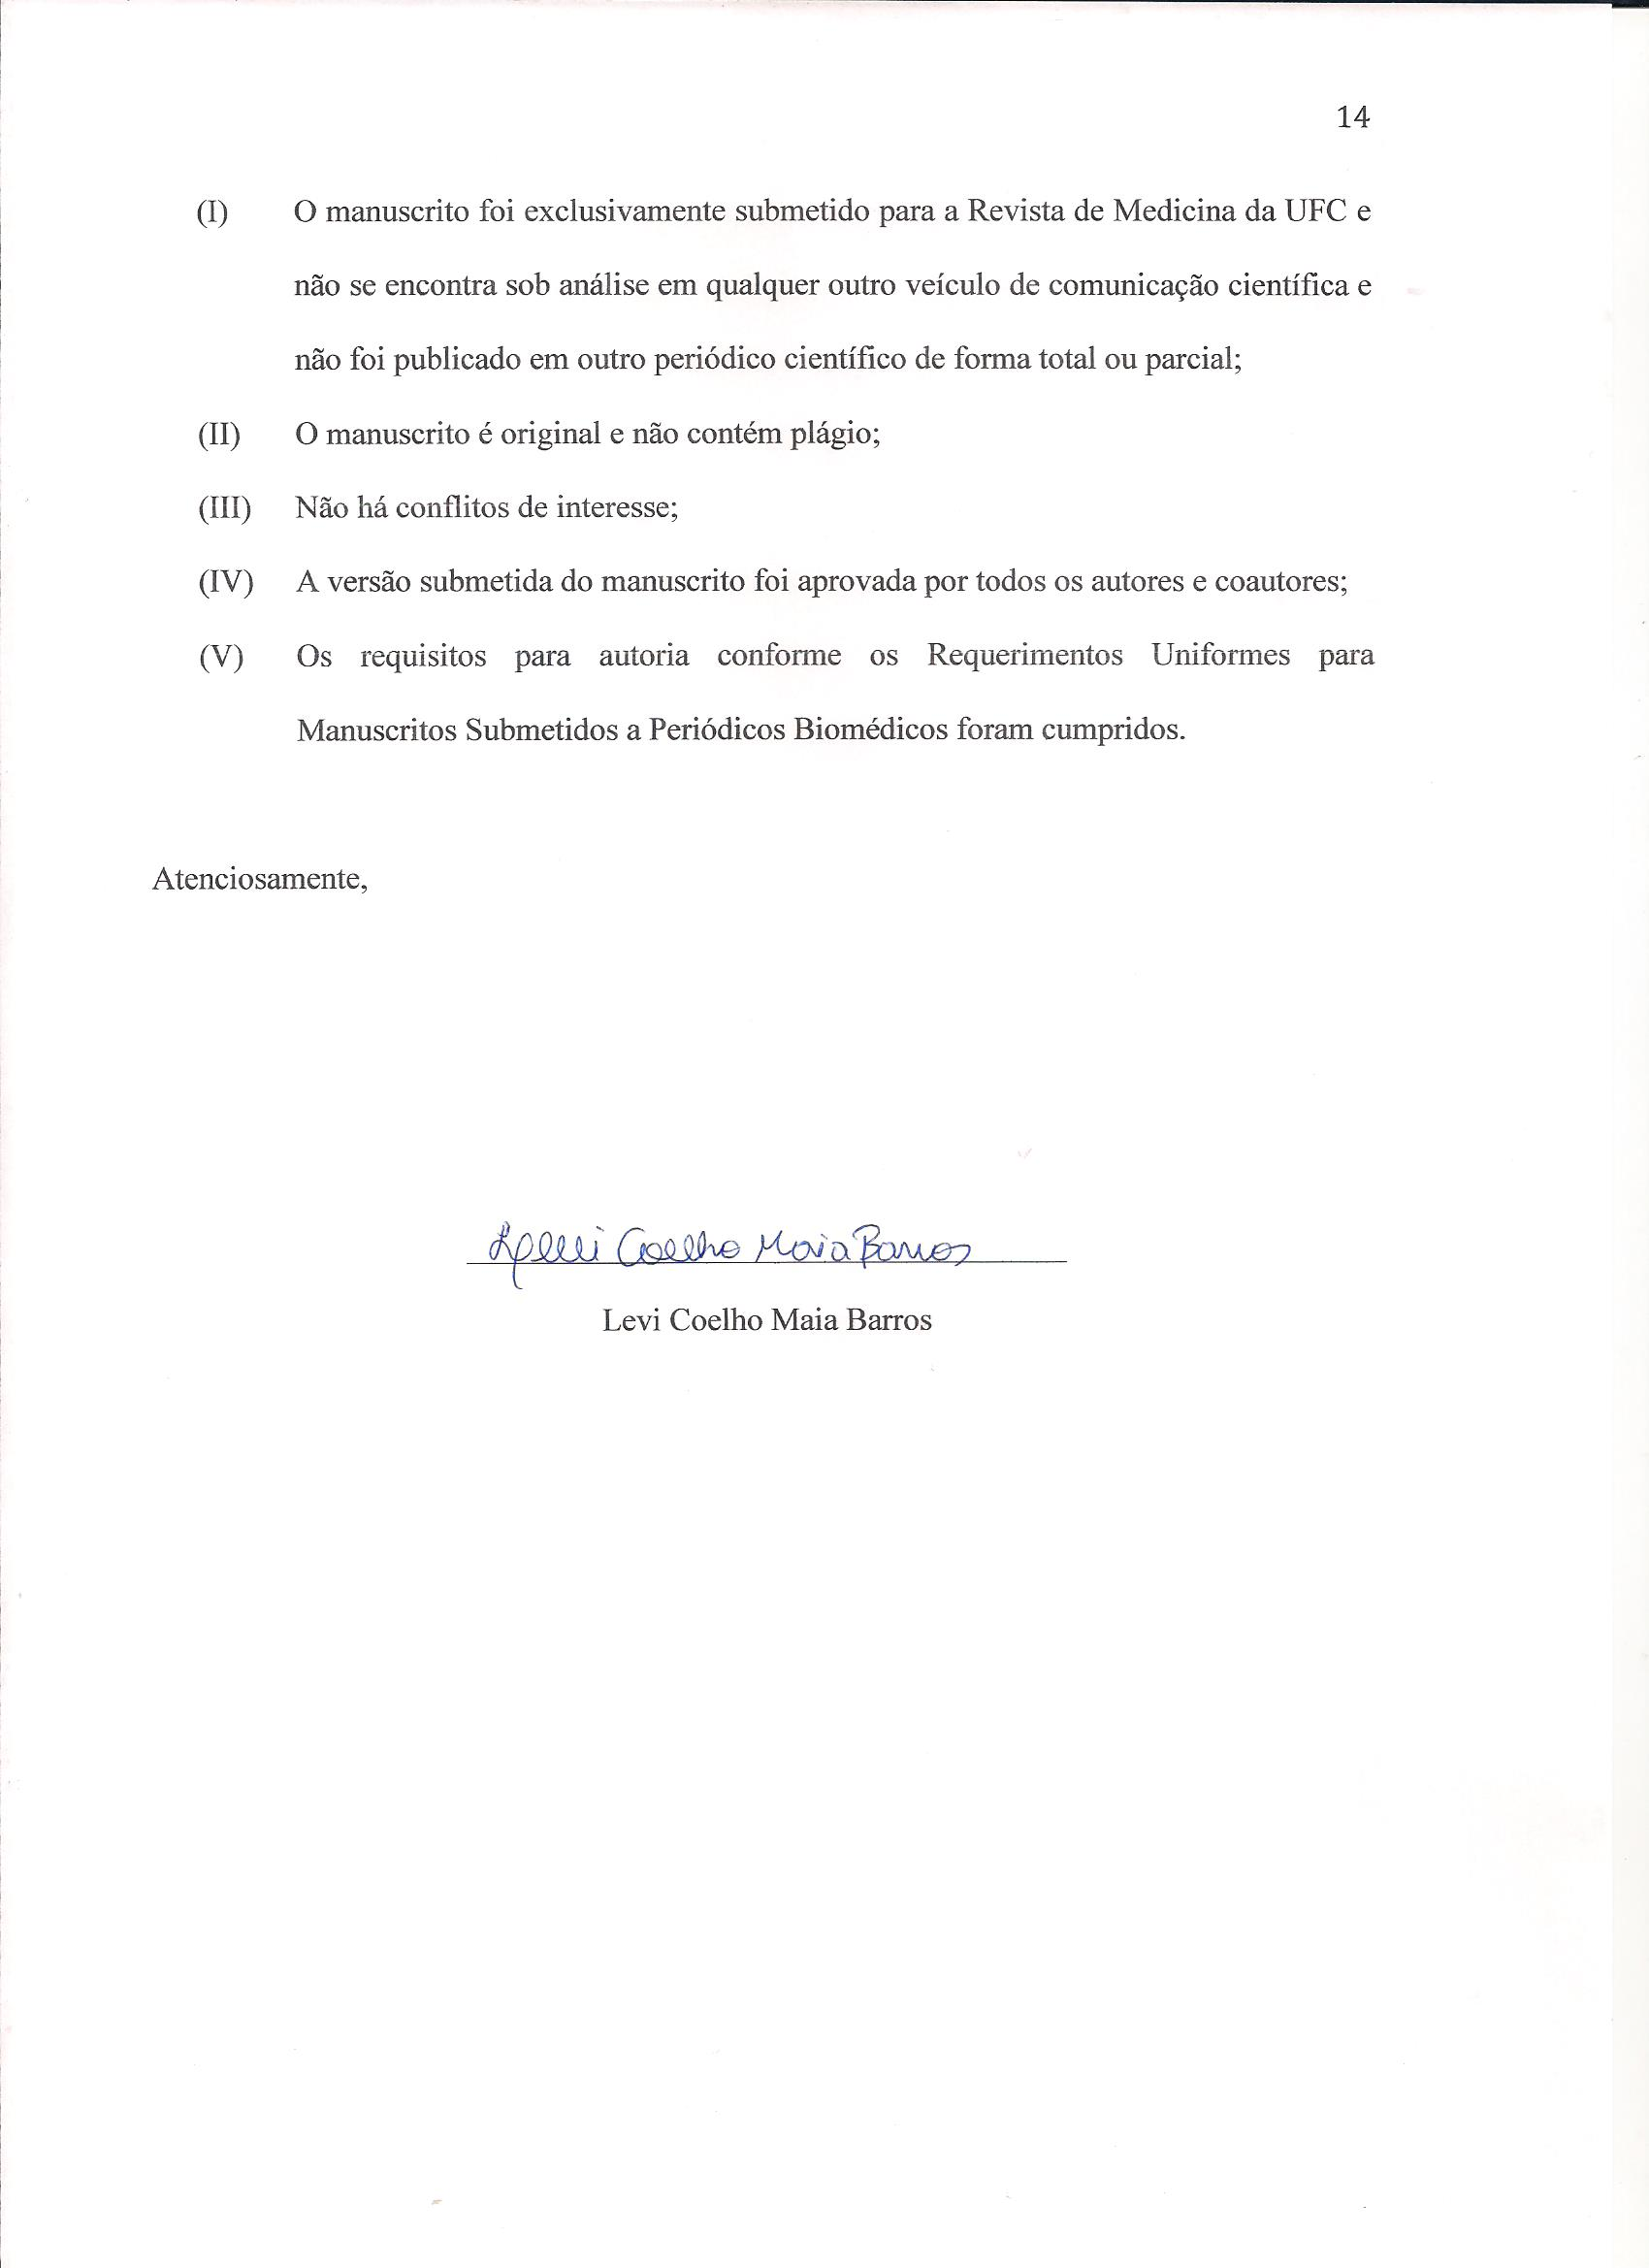 14
(I) O manuscrito foi exclusivamente submetido para a Revista de Medicina da UFC e
não se encontra sob análise em qualquer outro veículo de comunicação científica e
não foi publicado em outro periódico científico de forma total ou parcial;
(II) O manuscrito é original e não contém plágio;
(III) Não há conflitos de interesse;
(IV) A versão submetida do manuscrito foi aprovada por todos os autores e coautores;
(V) Os requisitos para autoria conforme os Requerimentos Uniformes para
Manuscritos Submetidos a Periódicos Biomédicos foram cumpridos.
Atenciosamente,
Levi Coelho Maia Barros
Levi Coelho Maia Barros